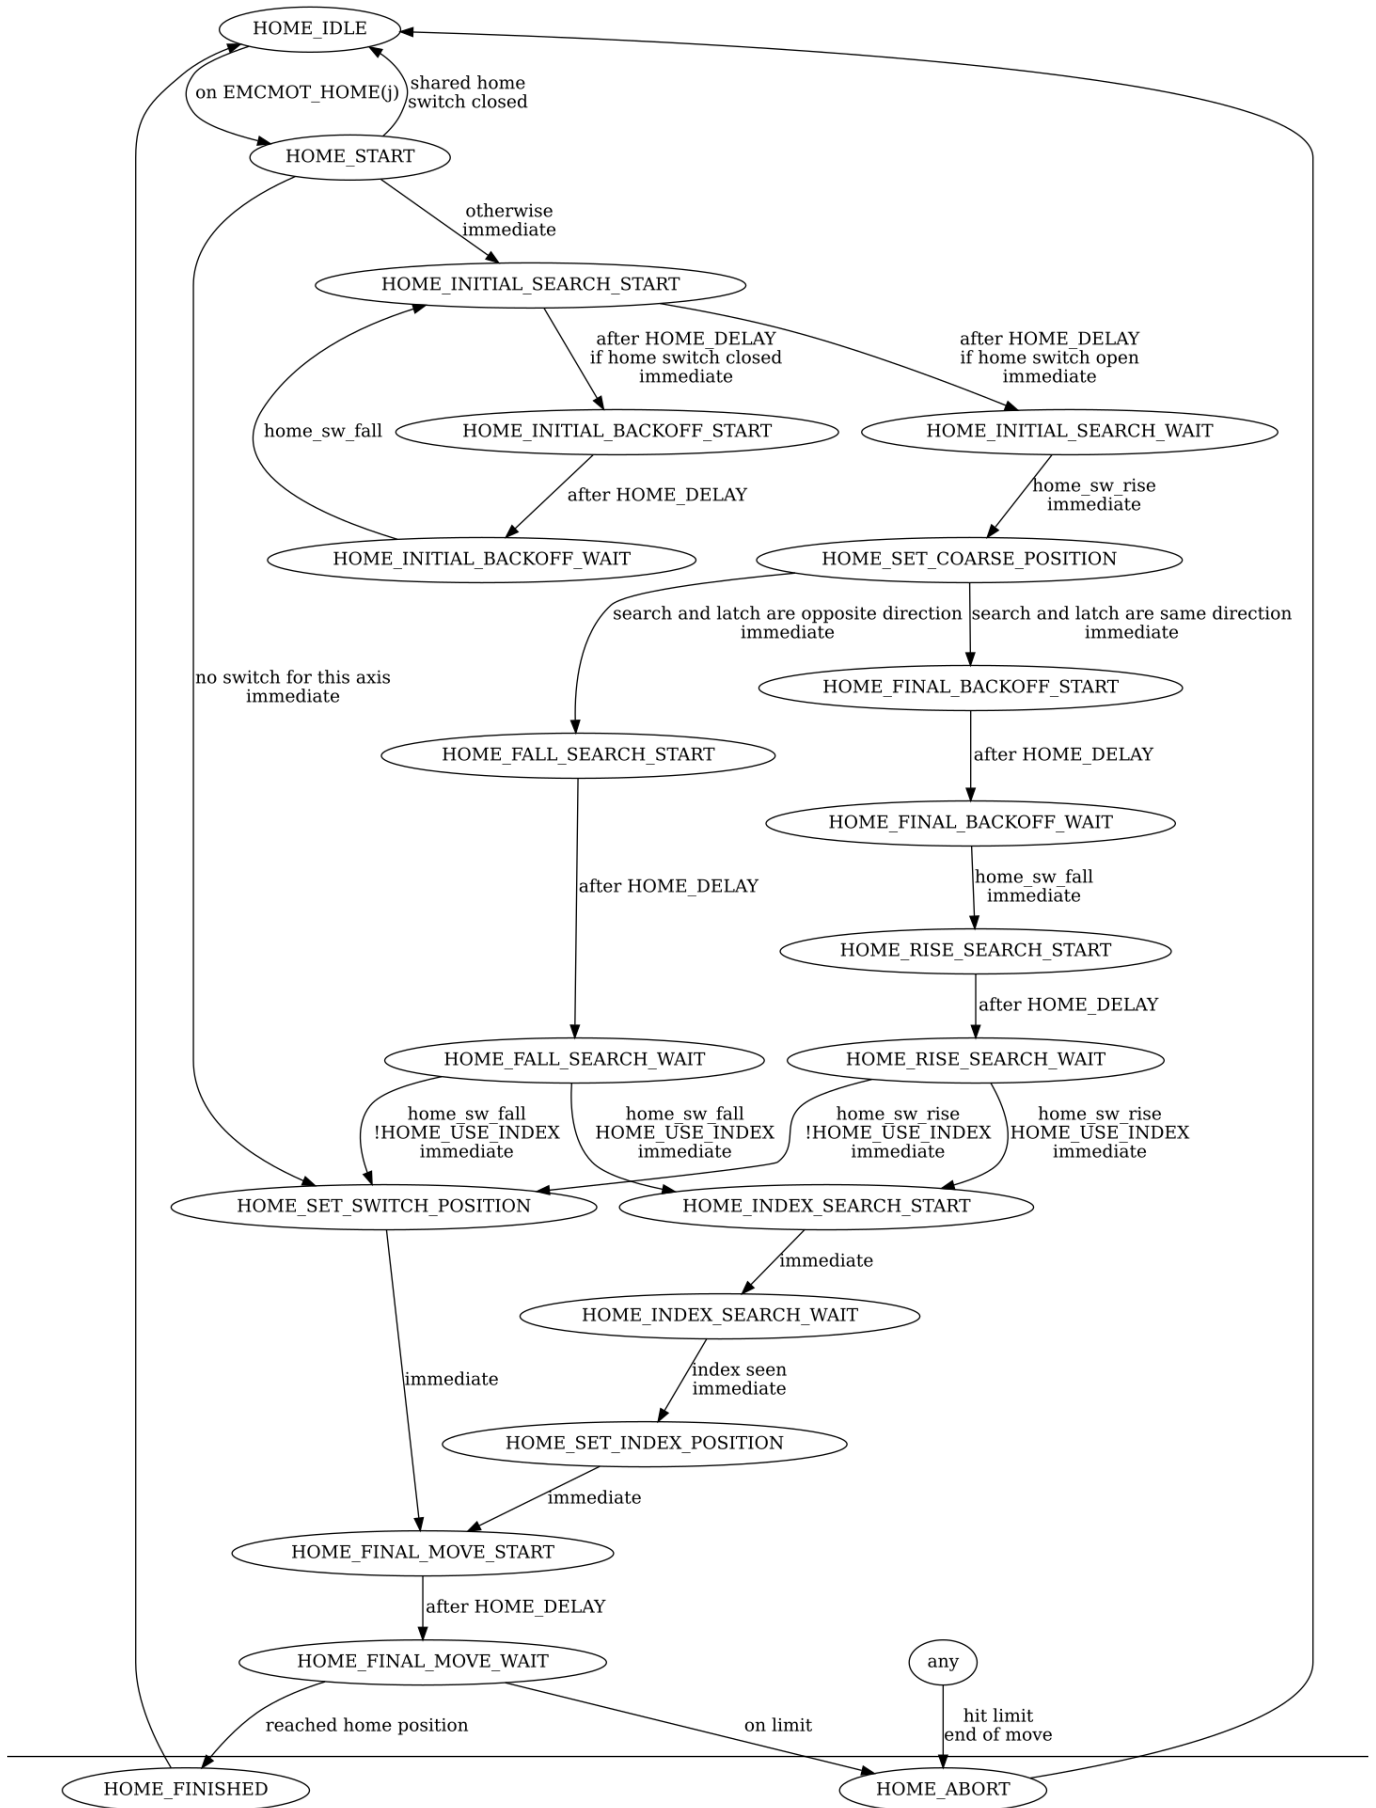 HOME_IDLE
on EMCMOT_HOME(j)
shared home
switch closed
HOME_START
otherwise
immediate
HOME_INITIAL_SEARCH_START
after HOME_DELAY
if home switch closed
immediate
after HOME_DELAY
if home switch open
immediate
home_sw_fall
HOME_INITIAL_BACKOFF_START
HOME_INITIAL_SEARCH_WAIT
after HOME_DELAY
home_sw_rise
immediate
HOME_INITIAL_BACKOFF_WAIT
HOME_SET_COARSE_POSITION
search and latch are opposite direction
immediate
search and latch are same direction
immediate
no switch for this axis
immediate
HOME_FINAL_BACKOFF_START
HOME_FALL_SEARCH_START
after HOME_DELAY
HOME_FINAL_BACKOFF_WAIT
after HOME_DELAY
home_sw_fall
immediate
HOME_RISE_SEARCH_START
after HOME_DELAY
HOME_FALL_SEARCH_WAIT
HOME_RISE_SEARCH_WAIT
home_sw_fall
!HOME_USE_INDEX
immediate
home_sw_fall
HOME_USE_INDEX
immediate
home_sw_rise
!HOME_USE_INDEX
immediate
home_sw_rise
HOME_USE_INDEX
immediate
HOME_SET_SWITCH_POSITION
HOME_INDEX_SEARCH_START
immediate
HOME_INDEX_SEARCH_WAIT
immediate
index seen
immediate
HOME_SET_INDEX_POSITION
immediate
HOME_FINAL_MOVE_START
after HOME_DELAY
HOME_FINAL_MOVE_WAIT
any
reached home position
on limit
hit limit
end of move
HOME_FINISHED
HOME_ABORT